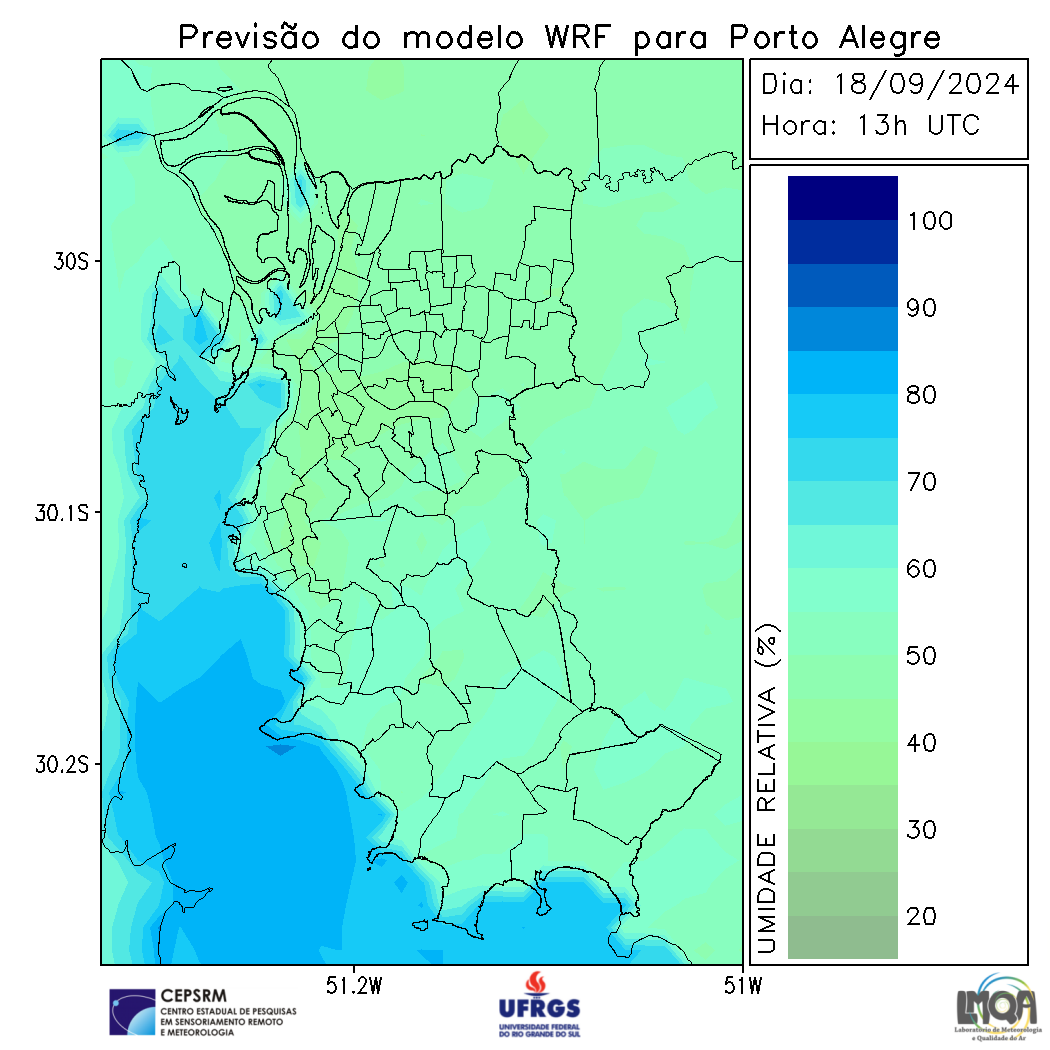 Previsão do modelo WRF para Porto Alegre
Dia: 18/09/2024
Hora: 13h UTC
30S
30.1S
30.2S
51.2W
51W
100
90
80
70
60
50
40
30
20
UMIDADE RELATIVA (%)
CEPSRM
CENTRO ESTADUAL DE PESQUISAS
EM SENSORIAMENTO REMOTO
E METEOROLOGIA
UFRGS
UNIVERSIDADE FEDERAL
DO RIO GRANDE DO SUL
LMQA
Laboratório de Meteorologia
e Qualidade do Ar